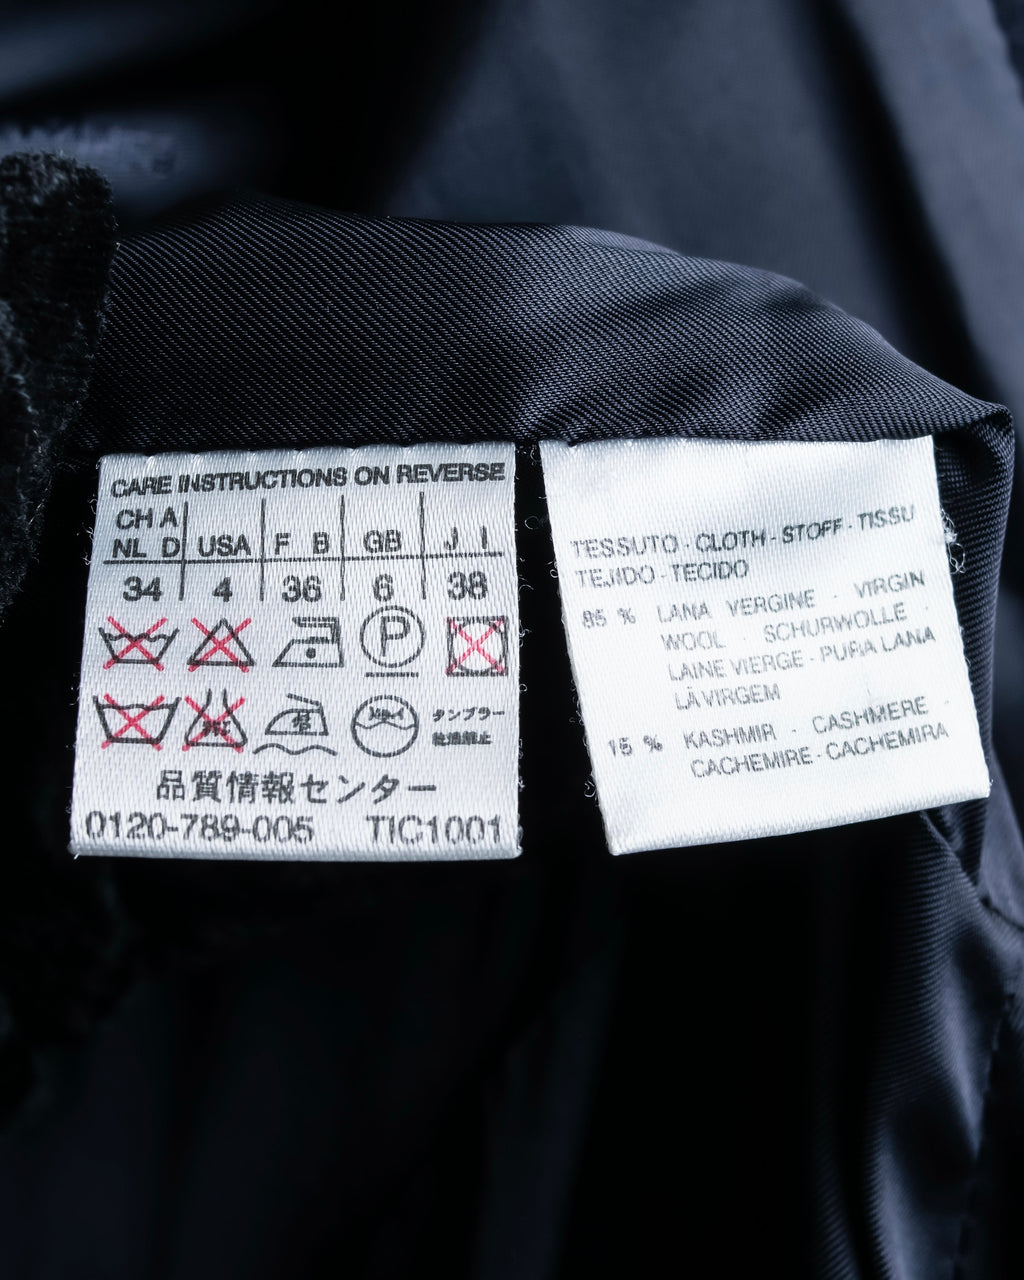 CARE INSTRUCTIONS ON REVERSE
CH A
NL D USA F B GB J I
34 4 36 6 38
P
タンブラー
乾燥禁止
品質情報センター
0120-789-005 TIC1001
TESSUTO - CLOTH - STOFF - TISSU
TEJIDO - TECIDO
85 % LANA VERGINE - VIRGIN
WOOL - SCHURWOLLE -
LAINE VIERGE - PURA LANA
LÃ VIRGEM
15 % KASHMIR - CASHMERE -
CACHEMIRE - CACHEMIRA